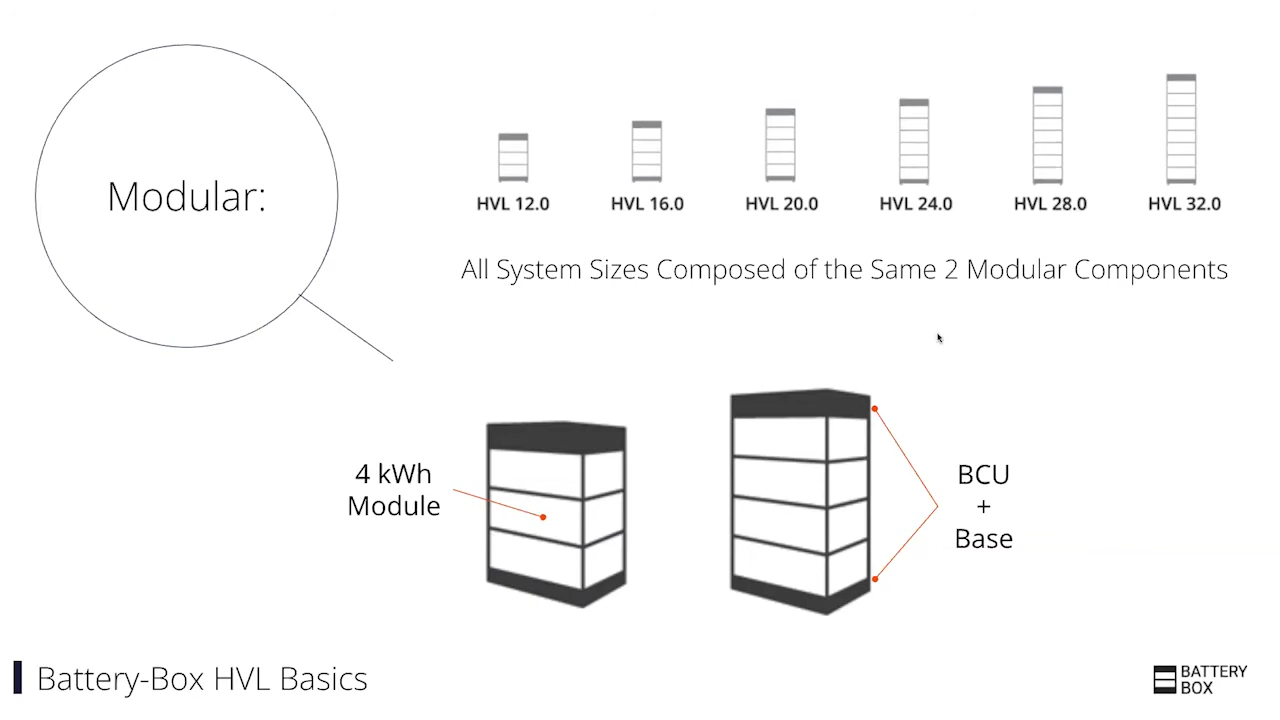 Modular:
HVL 12.0
HVL 16.0
HVL 20.0
HVL 24.0
HVL 28.0
HVL 32.0
All System Sizes Composed of the Same 2 Modular Components
4 kWh
Module
BCU
+
Base
Battery-Box HVL Basics
BATTERY
BOX